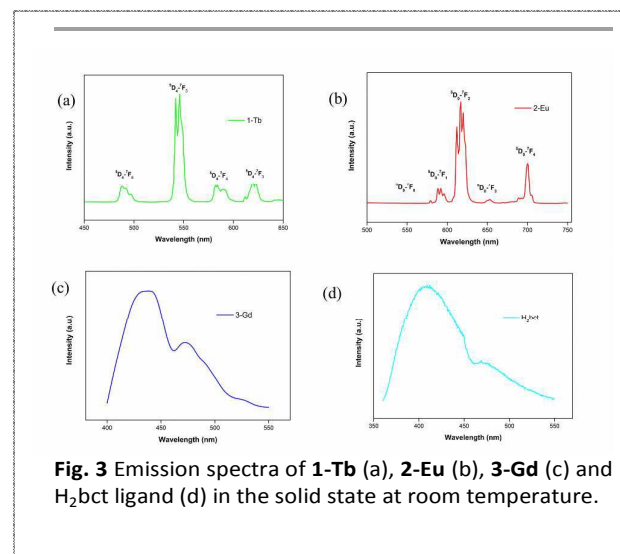 (a)
⁵D₄-⁷F₅
1-Tb
⁵D₄-⁷F₆
⁵D₄-⁷F₄
⁵D₄-⁷F₃
Intensity (a.u.)
450 500 550 600 650
Wavelength (nm)
(b)
⁵D₀-⁷F₂
2-Eu
⁵D₀-⁷F₁
⁵D₀-⁷F₄
⁵D₀-⁷F₀
⁵D₀-⁷F₃
Intensity (a.u.)
500 550 600 650 700 750
Wavelength (nm)
(c)
3-Gd
Intensity (a.u.)
400 450 500 550
Wavelength (nm)
(d)
H₂bct
Intensity (a.u.)
350 400 450 500 550
Wavelength (nm)
Fig. 3 Emission spectra of 1-Tb (a), 2-Eu (b), 3-Gd (c) and
H₂bct ligand (d) in the solid state at room temperature.